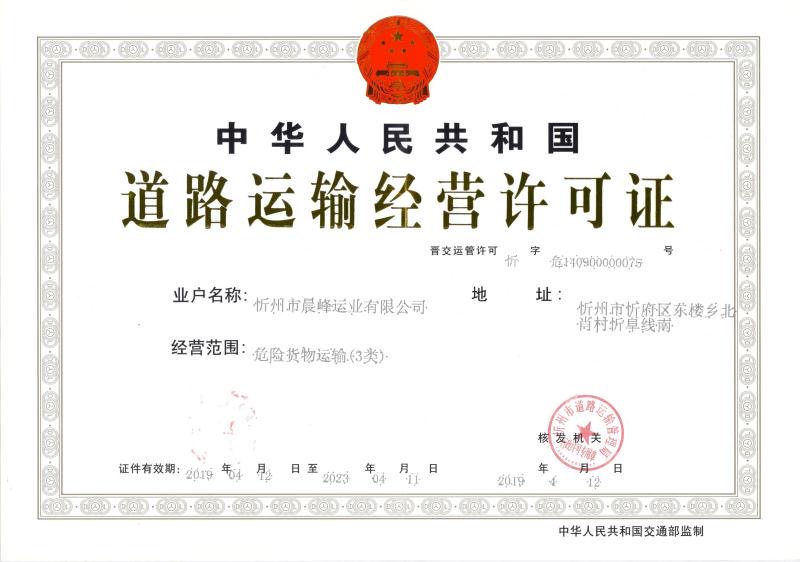 中华人民共和国
道路运输经营许可证
晋交运管许可 忻 字 危140900000075 号
业户名称: 忻州市晨峰运业有限公司
地 址: 忻州市忻府区东楼乡北
肖村忻阜线南
经营范围: 危险货物运输(3类)
忻州市道路运输管理局
核发机关
证件有效期: 2019 年 04 月 12 日至 2023 年 04 月 11 日
2019 年 4 月 12 日
中华人民共和国交通部监制